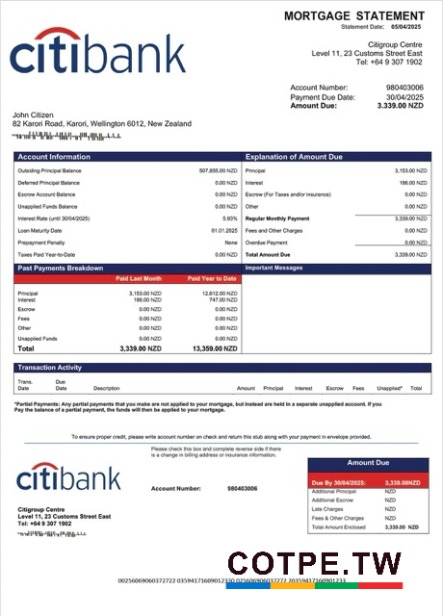 MORTGAGE STATEMENT
Statement Date: 05/04/2025
citibank
Citigroup Centre
Level 11, 23 Customs Street East
Tel: +64 9 307 1902
Account Number: 980403006
Payment Due Date: 30/04/2025
Amount Due: 3.339.00 NZD
John Citizen
82 Karori Road, Karori, Wellington 6012, New Zealand
Account Information
Outsiding Principal Balance 507,855.00 NZD
Deferred Principal Balance 0.00 NZD
Escrow Account Balance 0.00 NZD
Unapplied Funds Balance 0.00 NZD
Interest Rate (until 30/04/2025) 5.93%
Loan Maturity Date 01.01.2025
Prepayment Penalty None
Taxes Paid Year-to-Date 0.00 NZD
Explanation of Amount Due
Principal 3,153.00 NZD
Interest 186.00 NZD
Escrow (For Taxes and/or insurance) 0.00 NZD
Other 0.00 NZD
Regular Monthly Payment 3,339.00 NZD
Fees and Other Charges 0.00 NZD
Overdue Payment 0.00 NZD
Total Amount Due 3,339.00 NZD
Past Payments Breakdown
Paid Last Month Paid Year to Date
Principal 3,153.00 NZD 12,612.00 NZD
Interest 186.00 NZD 747.00 NZD
Escrow 0.00 NZD 0.00 NZD
Fees 0.00 NZD 0.00 NZD
Other 0.00 NZD 0.00 NZD
Unapplied Funds 0.00 NZD 0.00 NZD
Total 3,339.00 NZD 13,359.00 NZD
Important Messages
Transaction Activity
Trans. Date Due Date Description Amount Principal Interest Escrow Fees Unapplied* Total
*Partial Payments: Any partial payments that you make are not applied to your mortgage, but instead are held in a separate unapplied account. If you
Pay the balance of a partial payment, the funds will then be applied to your mortgage.
To ensure proper credit, please write account number on check and return this stub along with your payment in envelope provided.
Please check this box and complete reverse side if there
is a change in billing address or insurance information.
citibank
Account Number: 980403006
Citigroup Centre
Level 11, 23 Customs Street East
Tel: +64 9 307 1902
Amount Due
Due By 30/04/2025: 3,339.00NZD
Additional Principal NZD
Additional Escrow NZD
Late Charges NZD
Fees & Other Charges NZD
Total Amount Enclosed 3,339.00 NZD
COTPE.TW